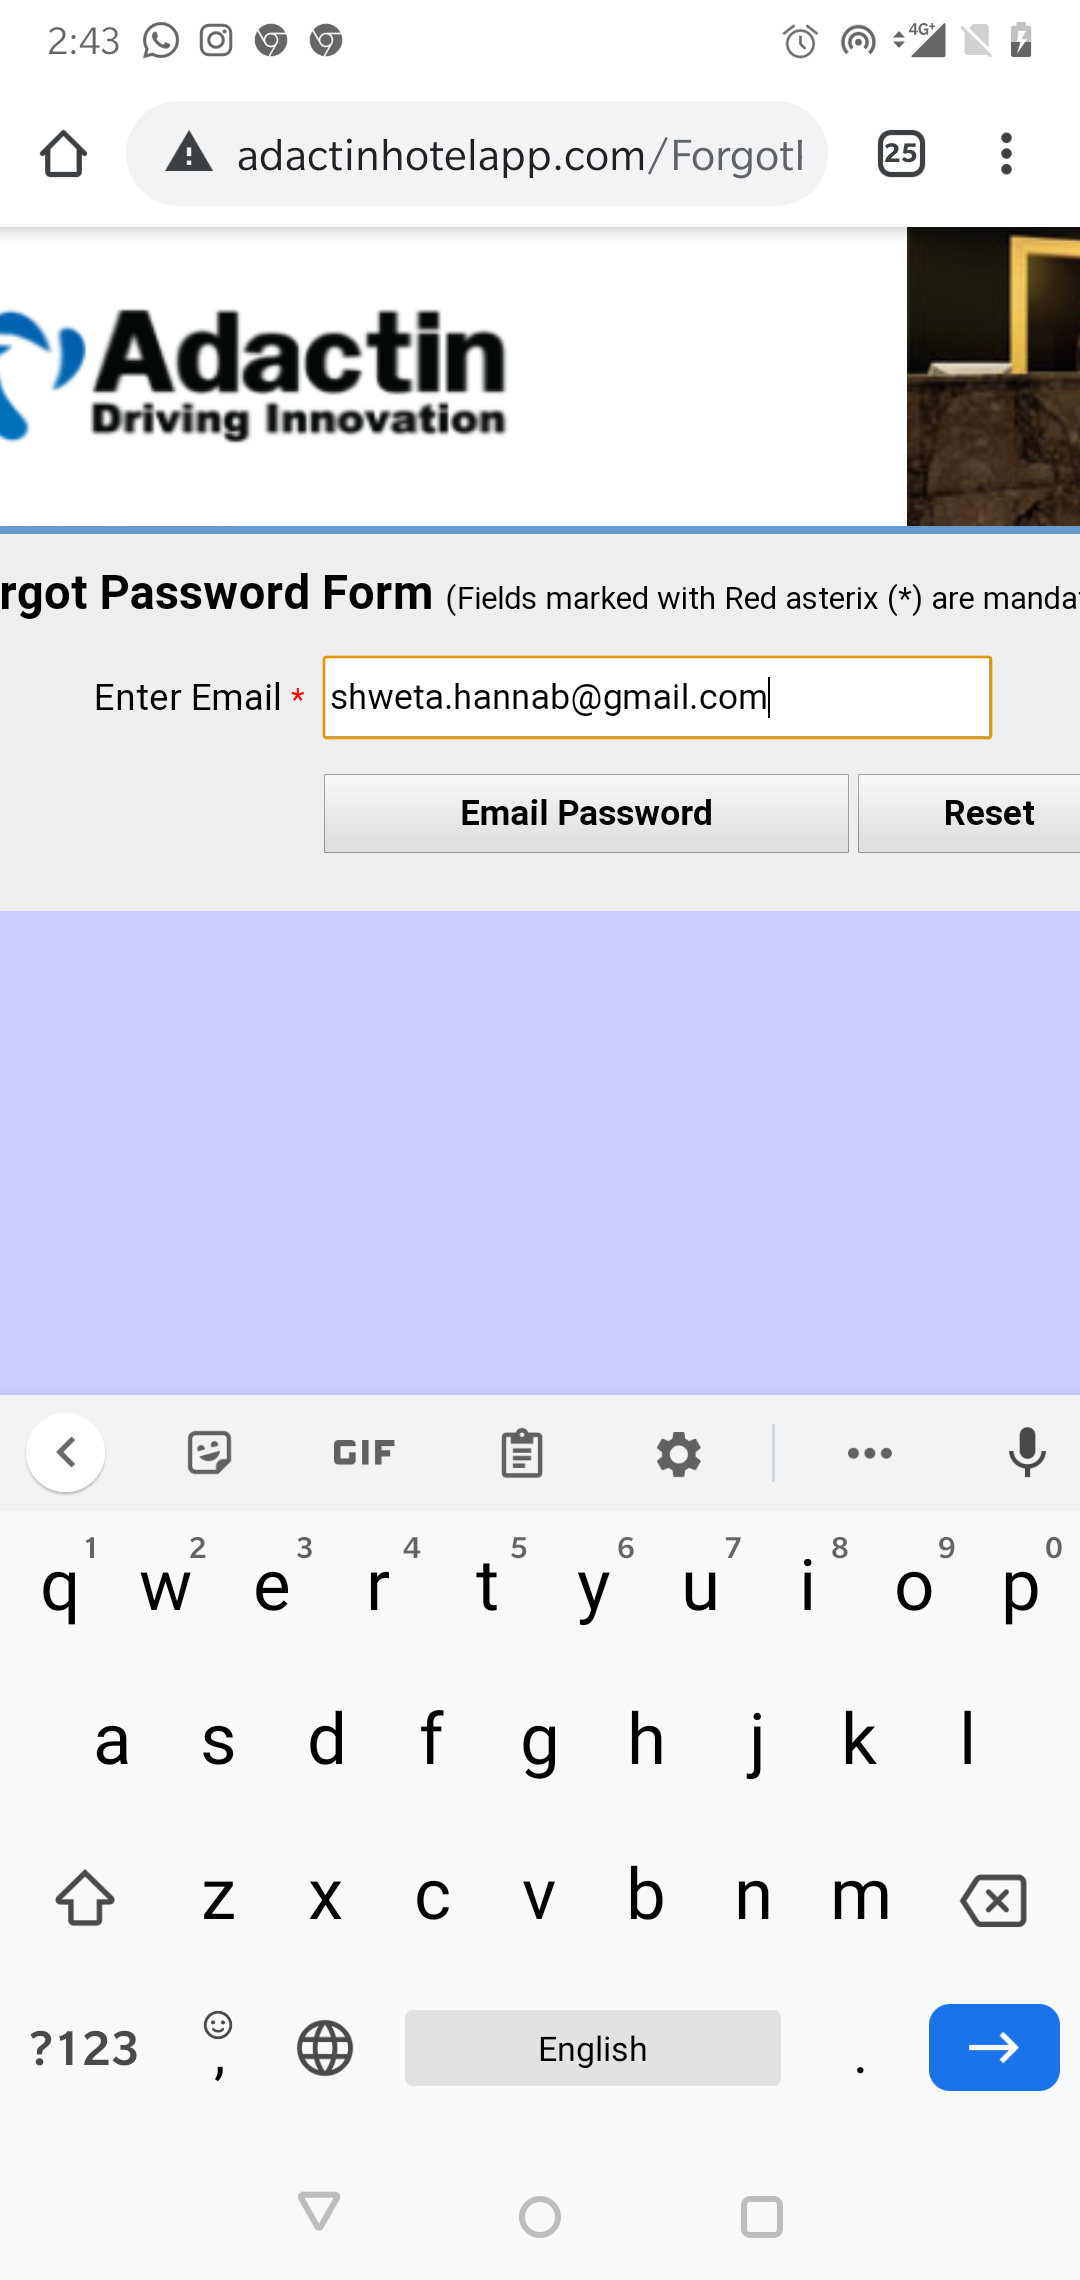 2:43 4G+
adactinhotelapp.com/Forgot 25
Adactin
Driving Innovation
rgot Password Form (Fields marked with Red asterix (*) are manda
Enter Email * shweta.hannab@gmail.com
Email Password Reset
GIF
1 2 3 4 5 6 7 8 9 0
q w e r t y u i o p
a s d f g h j k l
z x c v b n m
?123 , English .